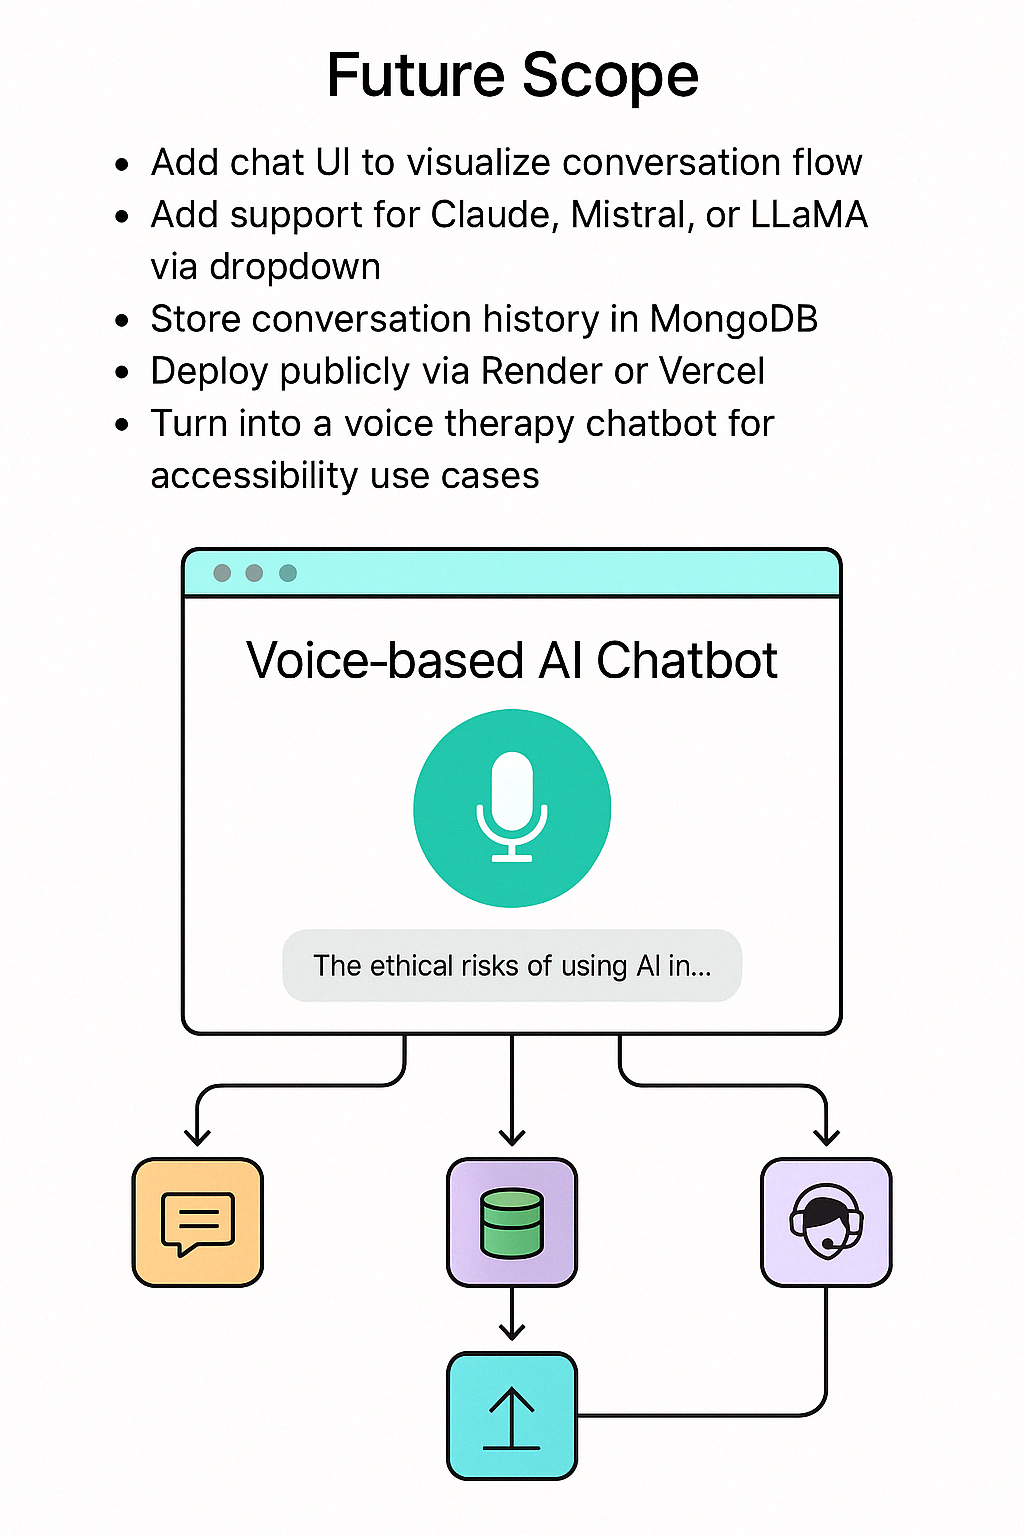 Future Scope
• Add chat UI to visualize conversation flow
• Add support for Claude, Mistral, or LLaMA
via dropdown
• Store conversation history in MongoDB
• Deploy publicly via Render or Vercel
• Turn into a voice therapy chatbot for
accessibility use cases
Voice-based AI Chatbot
The ethical risks of using AI in...